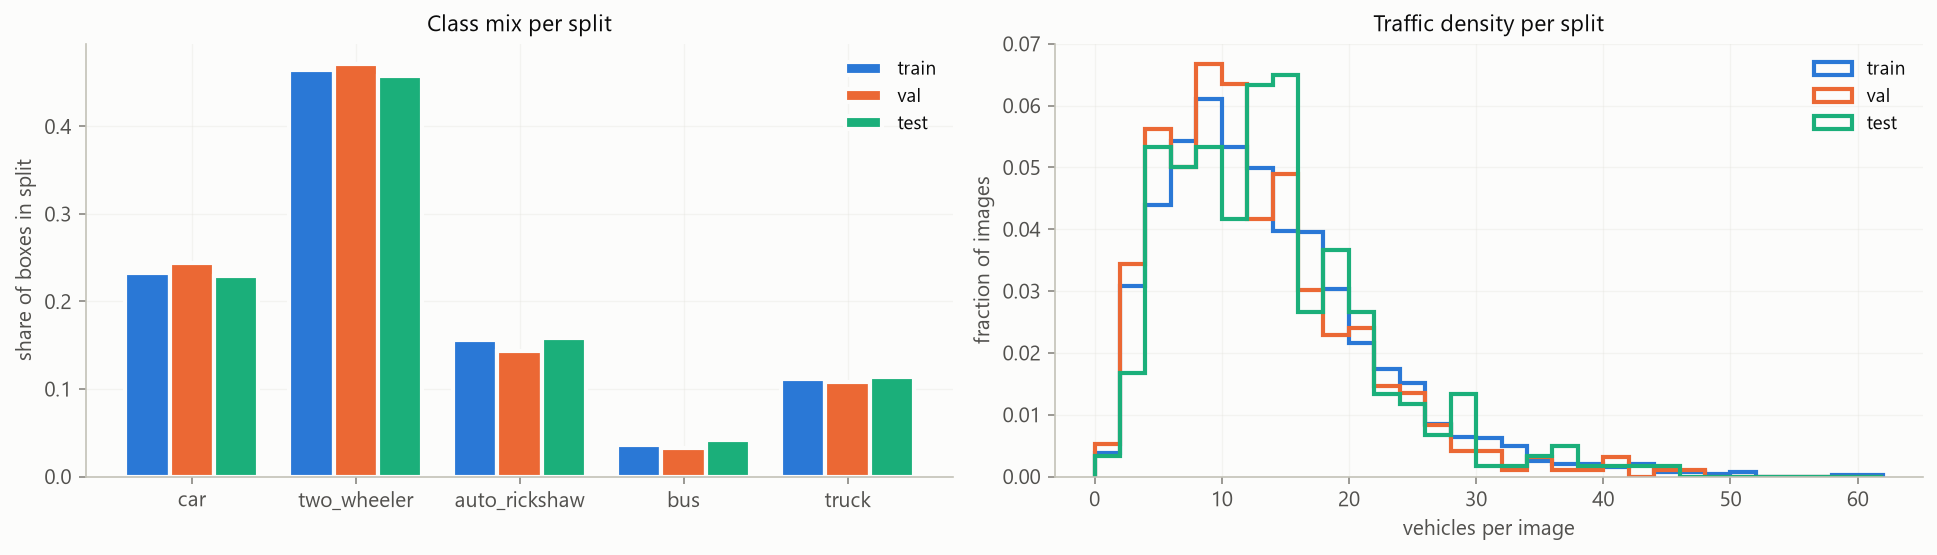 Class mix per split
share of boxes in split
0.4
0.3
0.2
0.1
0.0
car
two_wheeler
auto_rickshaw
bus
truck
train
val
test
Traffic density per split
fraction of images
0.07
0.06
0.05
0.04
0.03
0.02
0.01
0.00
0
10
20
30
40
50
60
vehicles per image
train
val
test